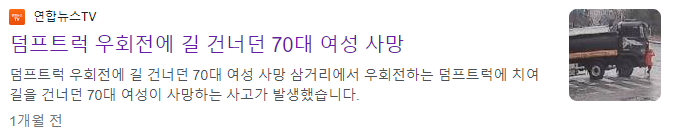 연합뉴스TV
덤프트럭 우회전에 길 건너던 70대 여성 사망
덤프트럭 우회전에 길 건너던 70대 여성 사망 삼거리에서 우회전하는 덤프트럭에 치여
길을 건너던 70대 여성이 사망하는 사고가 발생했습니다.
1개월 전